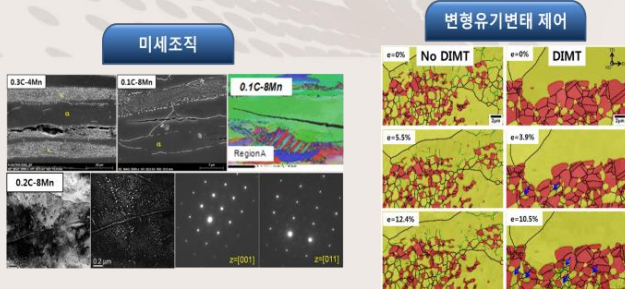 미세조직
변형유기변태 제어
0.3C-4Mn
0.1C-8Mn
0.1C-8Mn
α
α
Region A
0.2C-8Mn
0.2 μm
z=[001]
z=[011]
e=0%
No DIMT
e=0%
DIMT
2μm
2μm
e=5.5%
e=3.9%
e=12.4%
e=10.5%